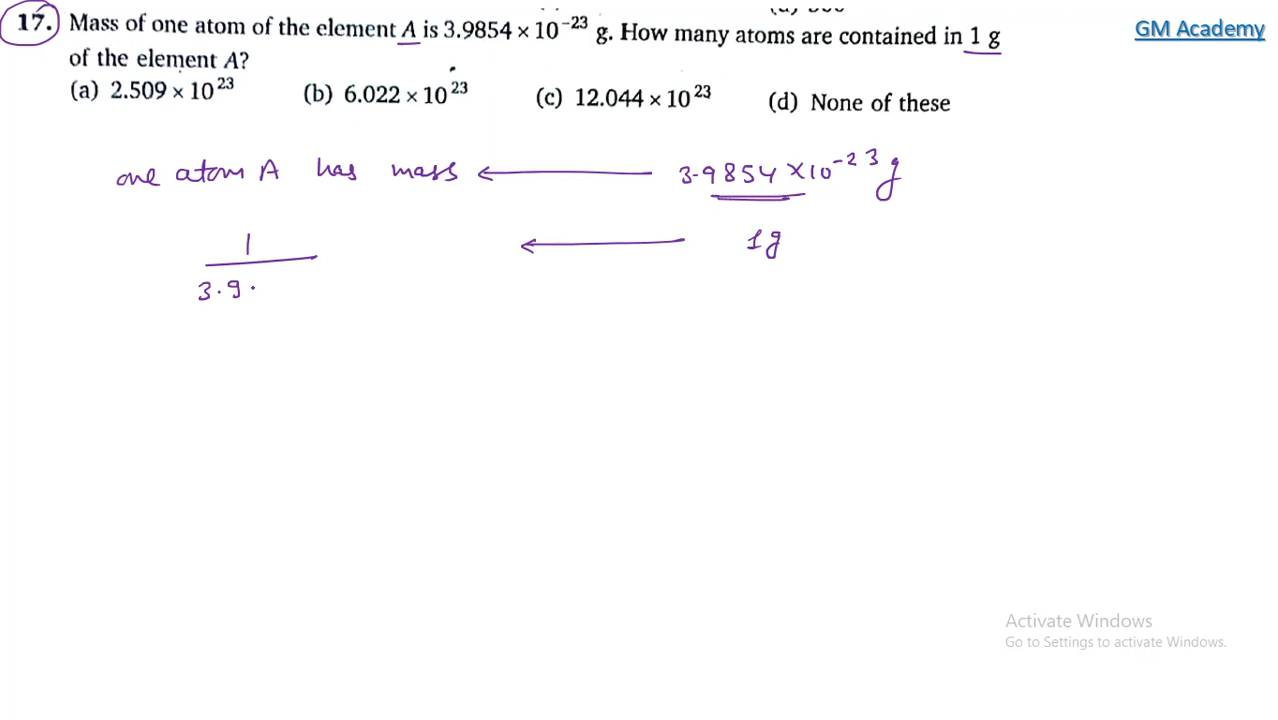 17. Mass of one atom of the element A is 3.9854 × 10⁻²³ g. How many atoms are contained in 1 g
GM Academy
of the element A?
(a) 2.509 × 10²³ (b) 6.022 × 10²³ (c) 12.044 × 10²³ (d) None of these
one atom A has mass ← 3.9854 × 10⁻²³ g
1 ← 1g
3.9.
Activate Windows
Go to Settings to activate Windows.